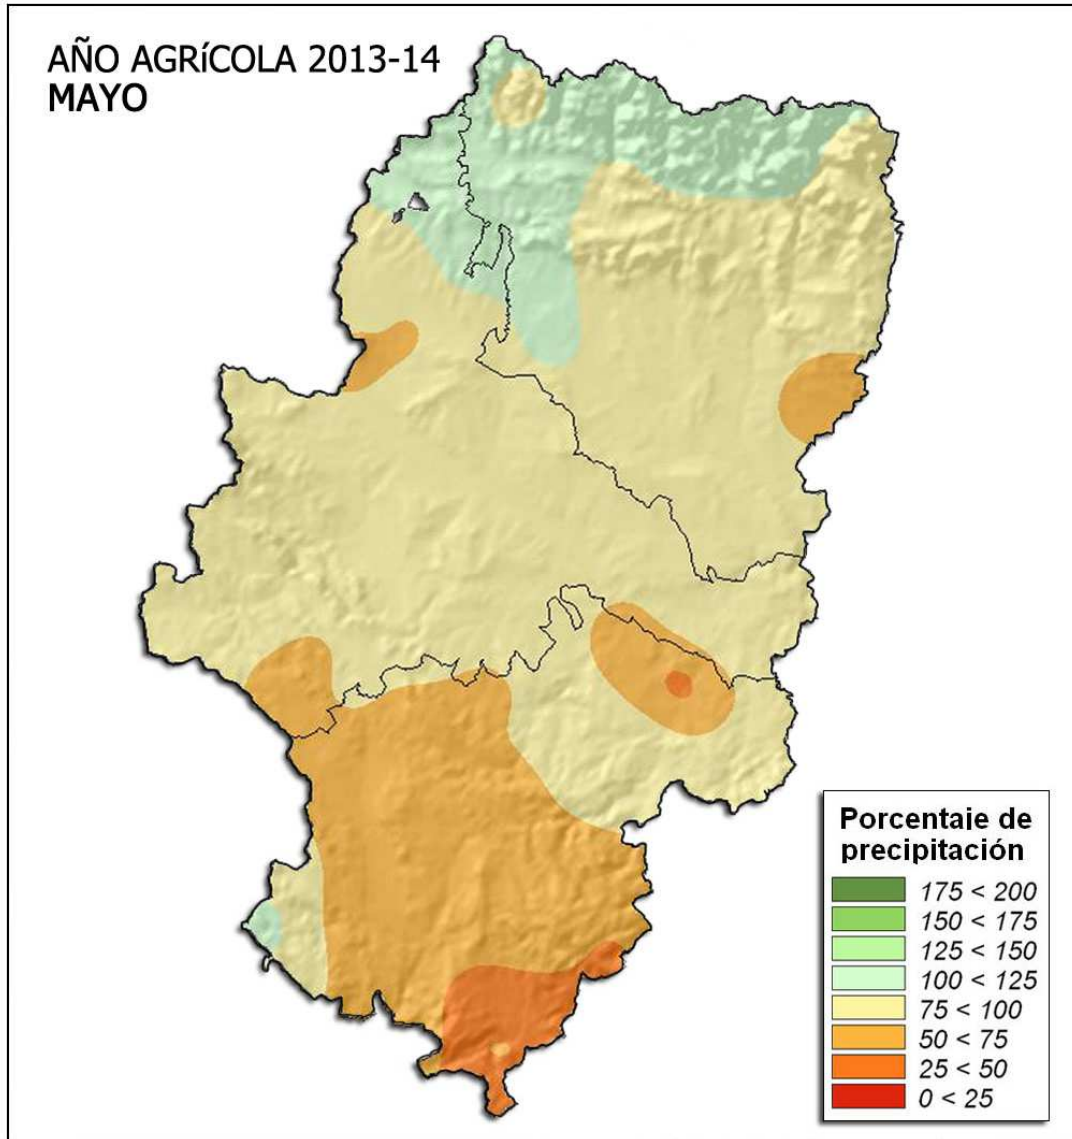 AÑO AGRíCOLA 2013-14
MAYO
Porcentaje de
precipitación
175 < 200
150 < 175
125 < 150
100 < 125
75 < 100
50 < 75
25 < 50
0 < 25